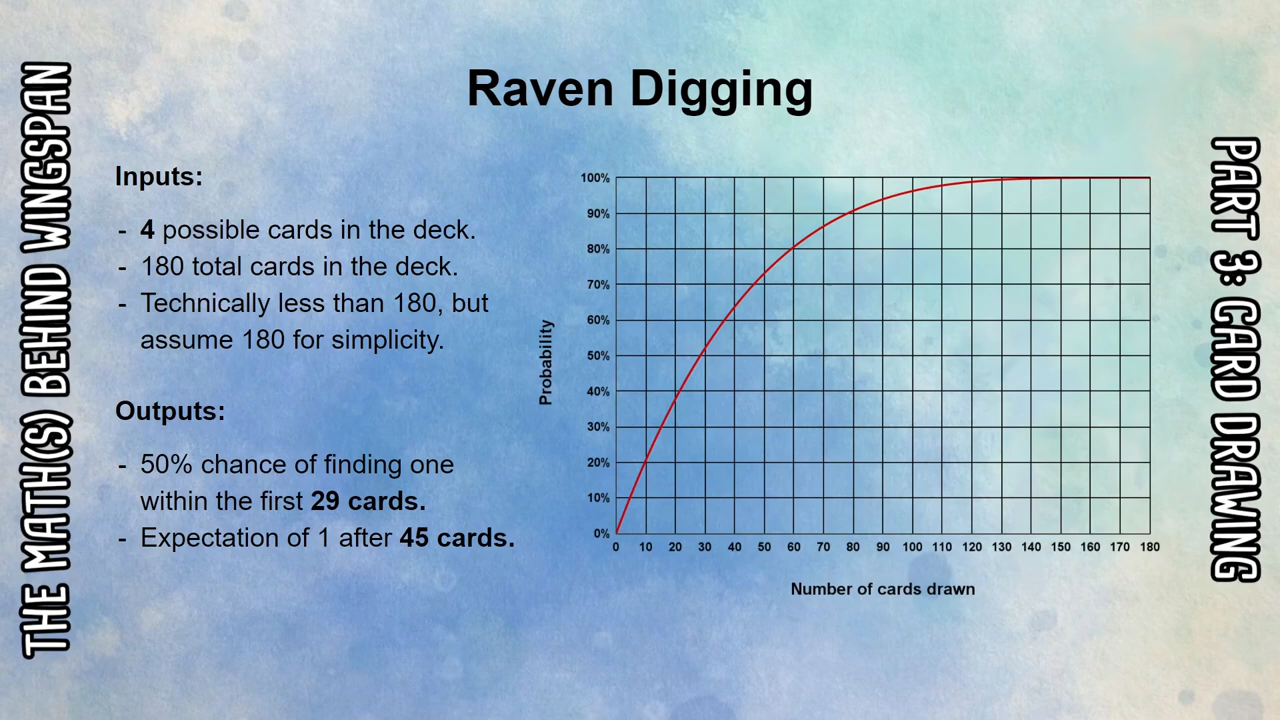 THE MATH(S) BEHIND WINGSPAN
Raven Digging
Inputs:
- 4 possible cards in the deck.
- 180 total cards in the deck.
- Technically less than 180, but
assume 180 for simplicity.
Outputs:
- 50% chance of finding one
within the first 29 cards.
- Expectation of 1 after 45 cards.
Probability
100%
90%
80%
70%
60%
50%
40%
30%
20%
10%
0%
0 10 20 30 40 50 60 70 80 90 100 110 120 130 140 150 160 170 180
Number of cards drawn
PART 3: CARD DRAWING